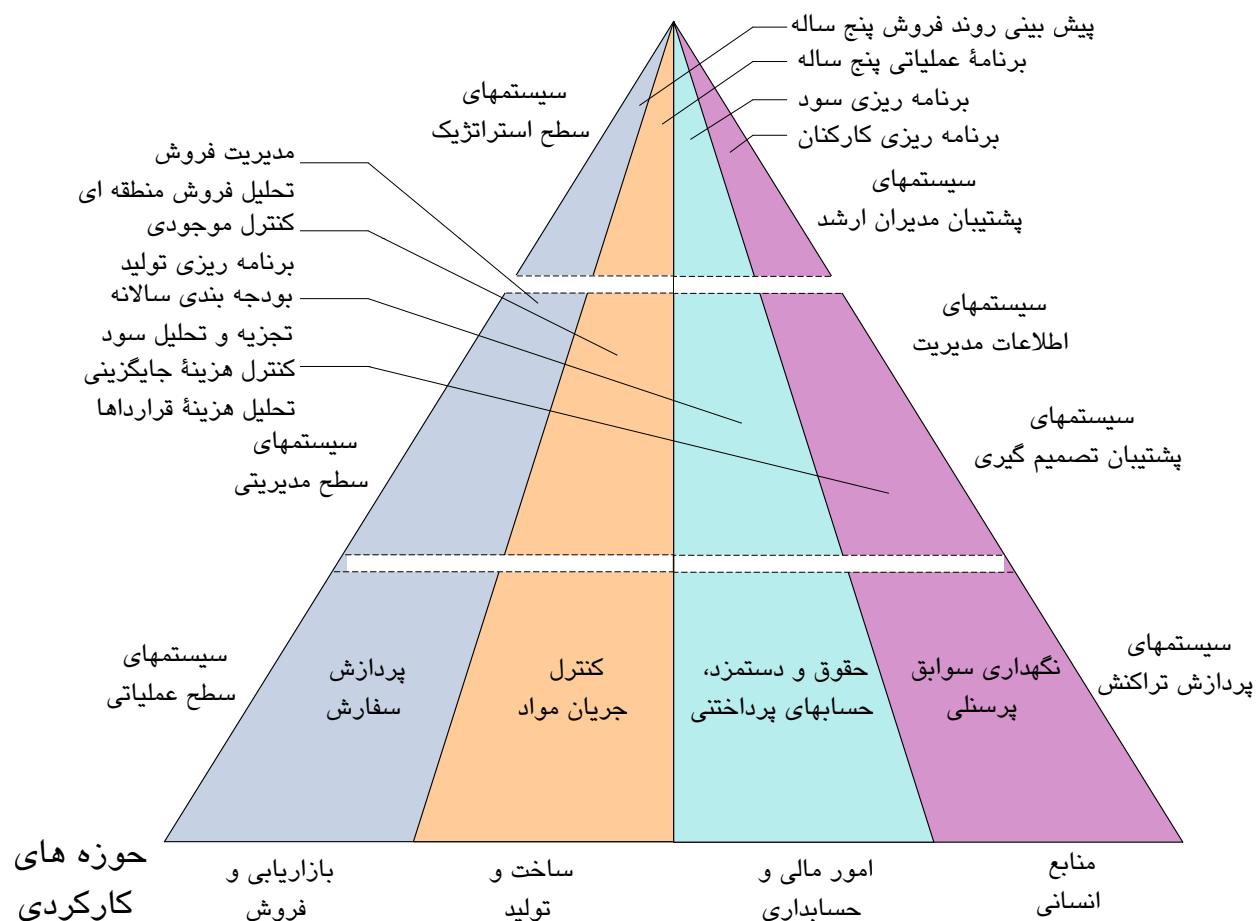 پیش بینی روند فروش پنج ساله
برنامهٔ عملیاتی پنج ساله
برنامه ریزی سود
برنامه ریزی کارکنان
سیستمهای
سطح استراتژیک
سیستمهای
پشتیبان مدیران ارشد
مدیریت فروش
تحلیل فروش منطقه ای
کنترل موجودی
برنامه ریزی تولید
بودجه بندی سالانه
تجزیه و تحلیل سود
کنترل هزینهٔ جایگزینی
تحلیل هزینهٔ قرارداها
سیستمهای
اطلاعات مدیریت
سیستمهای
پشتیبان تصمیم گیری
سیستمهای
سطح مدیریتی
سیستمهای
پردازش تراکنش
نگهداری سوابق
پرسنلی
حقوق و دستمزد،
حسابهای پرداختنی
کنترل
جریان مواد
پردازش
سفارش
سیستمهای
سطح عملیاتی
منابع
انسانی
امور مالی و
حسابداری
ساخت و
تولید
بازاریابی و
فروش
حوزه های
کارکردی